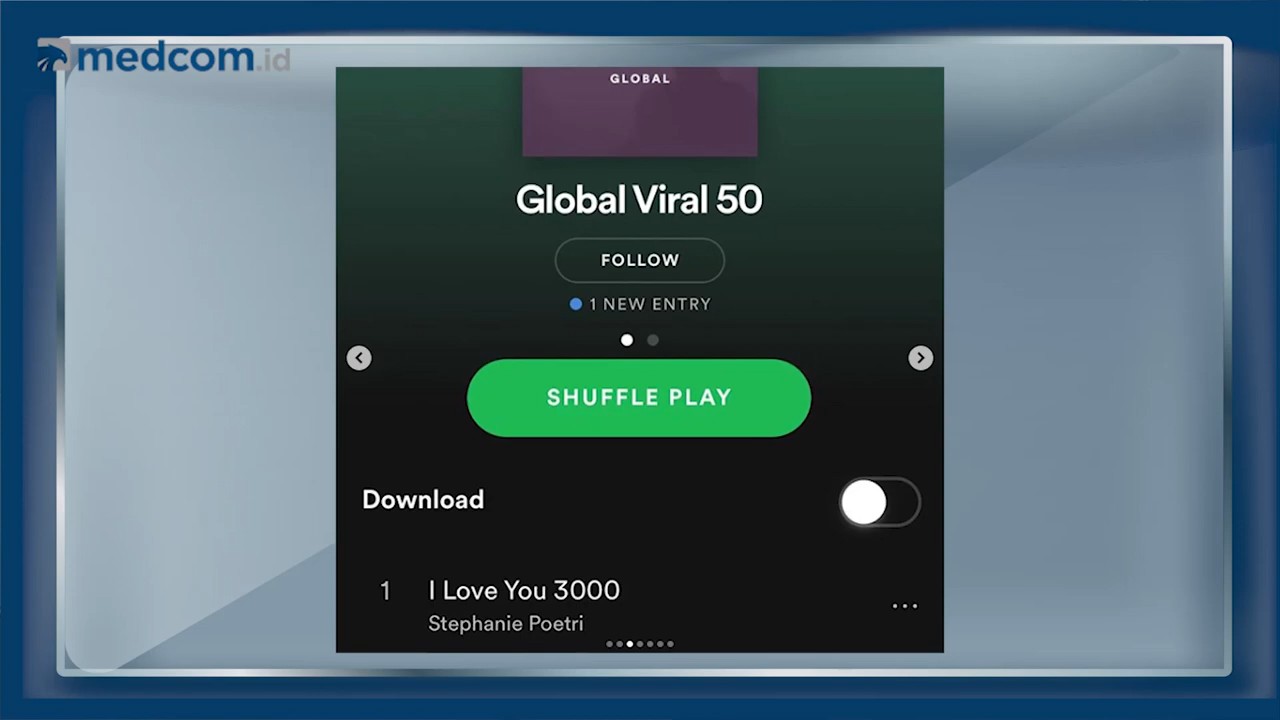 medcom.id
GLOBAL
Global Viral 50
FOLLOW
1 NEW ENTRY
SHUFFLE PLAY
Download
1 I Love You 3000
Stephanie Poetri